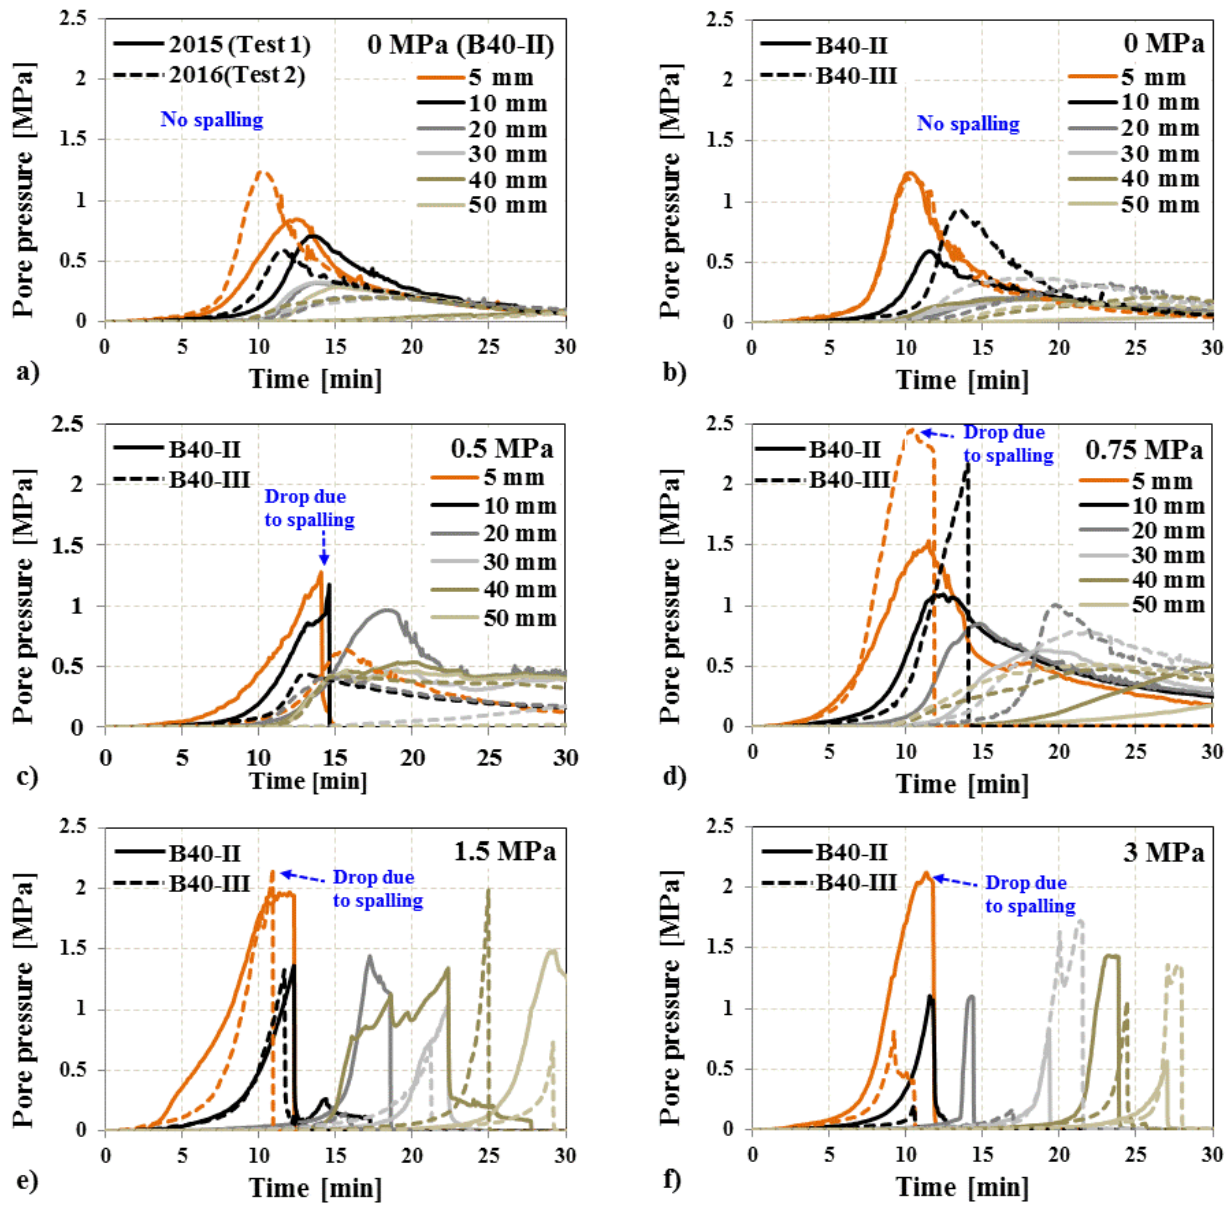 2.5
2
1.5
1
0.5
0
Pore pressure [MPa]
2015 (Test 1)
2016(Test 2)
0 MPa (B40-II)
5 mm
10 mm
20 mm
30 mm
40 mm
50 mm
No spalling
0 5 10 15 20 25 30
Time [min]
a)
2.5
2
1.5
1
0.5
0
Pore pressure [MPa]
B40-II
B40-III
0 MPa
5 mm
10 mm
20 mm
30 mm
40 mm
50 mm
No spalling
0 5 10 15 20 25 30
Time [min]
b)
2.5
2
1.5
1
0.5
0
Pore pressure [MPa]
B40-II
B40-III
0.5 MPa
5 mm
10 mm
20 mm
30 mm
40 mm
50 mm
Drop due
to spalling
0 5 10 15 20 25 30
Time [min]
c)
2.5
2
1.5
1
0.5
0
Pore pressure [MPa]
B40-II
B40-III
Drop due
to spalling
0.75 MPa
5 mm
10 mm
20 mm
30 mm
40 mm
50 mm
0 5 10 15 20 25 30
Time [min]
d)
2.5
2
1.5
1
0.5
0
Pore pressure [MPa]
B40-II
B40-III
1.5 MPa
Drop due
to spalling
0 5 10 15 20 25 30
Time [min]
e)
2.5
2
1.5
1
0.5
0
Pore pressure [MPa]
B40-II
B40-III
3 MPa
Drop due
to spalling
0 5 10 15 20 25 30
Time [min]
f)